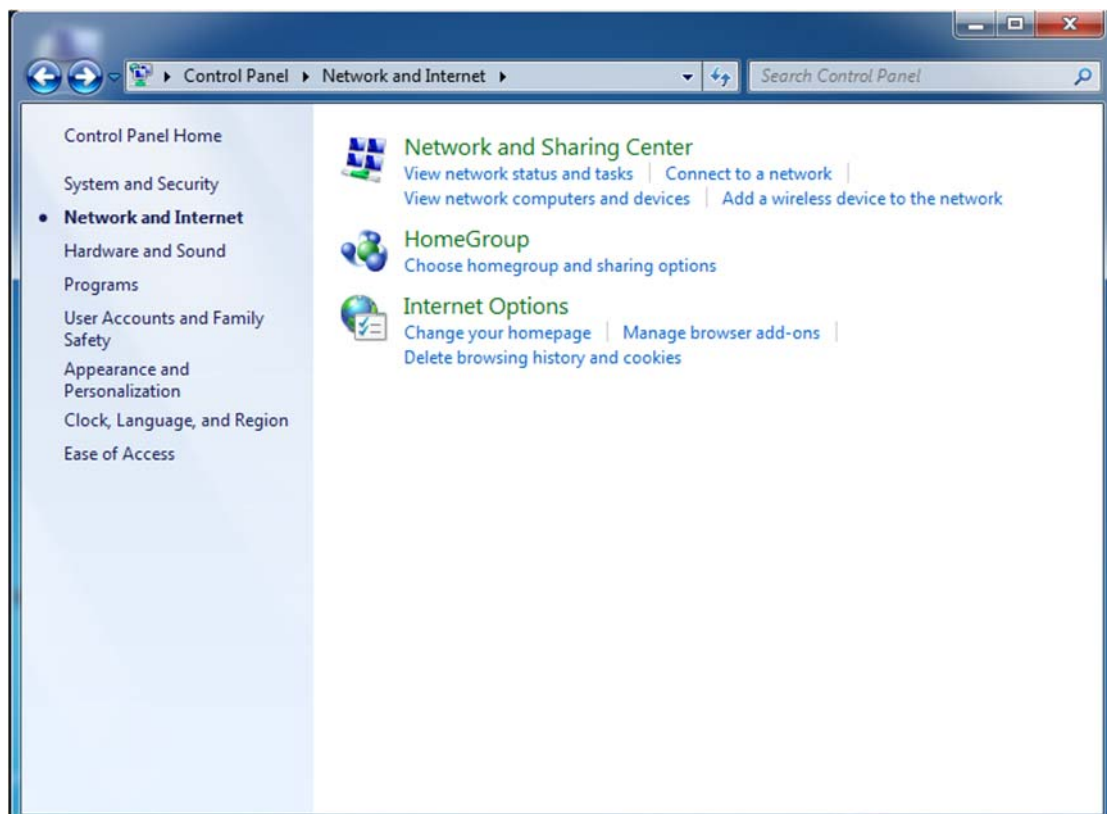 Control Panel Network and Internet Search Control Panel
Control Panel Home
System and Security
Network and Internet
Hardware and Sound
Programs
User Accounts and Family
Safety
Appearance and
Personalization
Clock, Language, and Region
Ease of Access
Network and Sharing Center
View network status and tasks Connect to a network
View network computers and devices Add a wireless device to the network
HomeGroup
Choose homegroup and sharing options
Internet Options
Change your homepage Manage browser add-ons
Delete browsing history and cookies